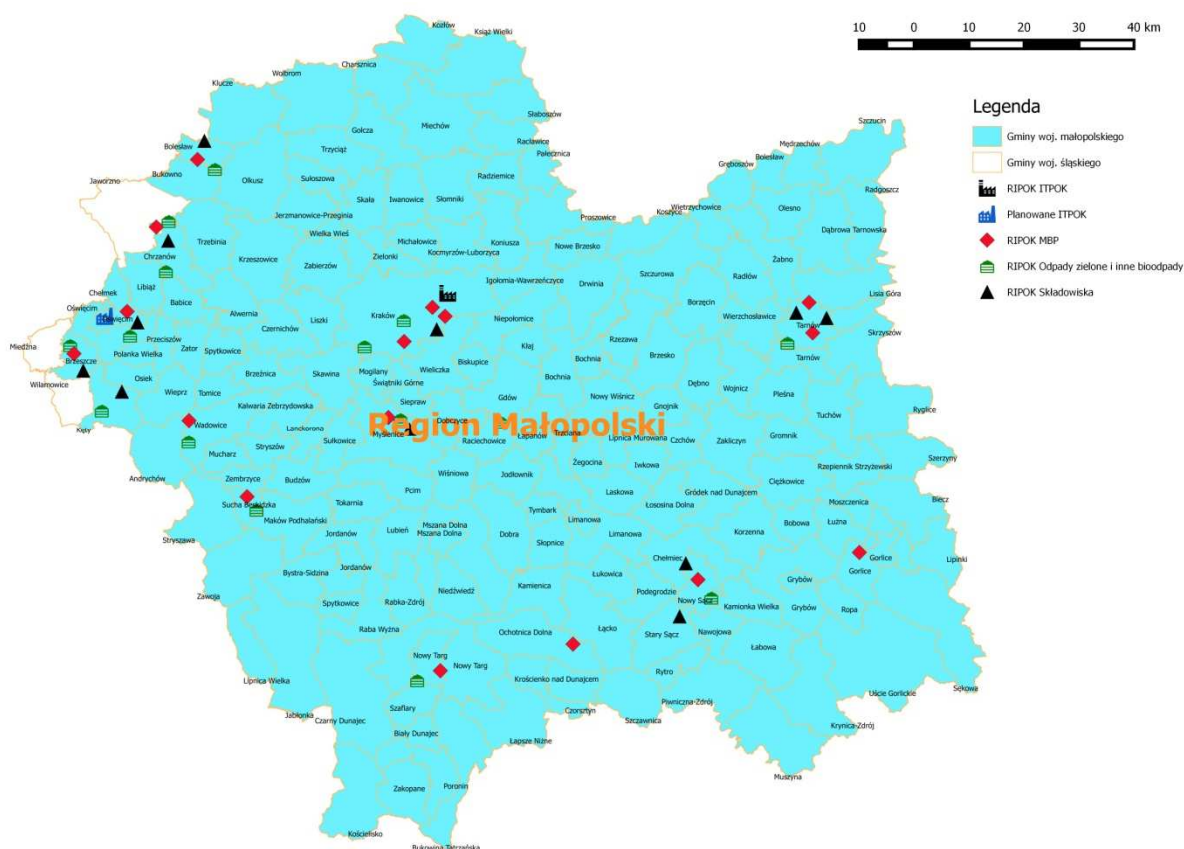 10 0 10 20 30 40 km
Legenda
Gminy woj. małopolskiego
Gminy woj. śląskiego
RIPOK ITPOK
Planowane ITPOK
RIPOK MBP
RIPOK Odpady zielone i inne bioodpady
RIPOK Składowiska
Region Małopolski
Kozłów
Książ Wielki
Charsznica
Wolbrom
Klucze
Słaboszów
Gołcza
Miechów
Szczucin
Racławice
Bolesław
Trzyciąż
Pałecznica
Mędrzechów
Bolesław
Gręboszów
Bukowno
Olkusz
Sułoszowa
Radziemice
Jaworzno
Skała
Iwanowice
Słomniki
Radgoszcz
Wietrzychowice
Olesno
Koszyce
Jerzmanowice-Przeginia
Proszowice
Wielka Wieś
Dąbrowa Tarnowska
Trzebinia
Michałowice
Koniusza
Nowe Brzesko
Chrzanów
Krzeszowice
Zabierzów
Zielonki
Kocmyrzów-Luborzyca
Żabno
Szczurowa
Radłów
Igołomia-Wawrzeńczyce
Drwinia
Chełmek
Libiąż
Babice
Lisia Góra
Borzęcin
Oświęcim
Oświęcim
Alwernia
Liszki
Kraków
Niepołomice
Wierzchosławice
Czernichów
Tarnów
Skrzyszów
Przeciszów
Rzezawa
Brzesko
Miedźna
Kłaj
Zator
Spytkowice
Polanka Wielka
Brzeszcze
Bochnia
Tarnów
Wieliczka
Biskupice
Mogilany
Brzeźnica
Skawina
Bochnia
Osiek
Świątniki Górne
Dębno
Wojnicz
Wilamowice
Wieprz
Tomice
Pleśna
Gdów
Nowy Wiśnicz
Siepraw
Kalwaria Zebrzydowska
Gnojnik
Tuchów
Ryglice
Wadowice
Dobczyce
Gromnik
Kęty
Lanckorona
Myślenice
Łapanów
Trzciana
Lipnica Murowana
Czchów
Zakliczyn
Sułkowice
Raciechowice
Stryszów
Mucharz
Szerzyny
Żegocina
Iwkowa
Rzepiennik Strzyżewski
Wiśniowa
Jodłownik
Andrychów
Zembrzyce
Budzów
Ciężkowice
Pcim
Laskowa
Gródek nad Dunajcem
Biecz
Sucha Beskidzka
Tokarnia
Łososina Dolna
Moszczenica
Tymbark
Maków Podhalański
Limanowa
Mszana Dolna
Bobowa
Łużna
Jordanów
Lubień
Mszana Dolna
Dobra
Limanowa
Korzenna
Stryszawa
Słopnice
Gorlice
Lipinki
Chełmiec
Jordanów
Gorlice
Bystra-Sidzina
Łukowica
Grybów
Kamienica
Podegrodzie
Niedźwiedź
Zawoja
Nowy Sącz
Spytkowice
Rabka-Zdrój
Kamionka Wielka
Grybów
Ropa
Raba Wyżna
Ochotnica Dolna
Łącko
Stary Sącz
Nawojowa
Łabowa
Nowy Targ
Nowy Targ
Rytro
Lipnica Wielka
Krościenko nad Dunajcem
Sękowa
Uście Gorlickie
Piwniczna-Zdrój
Szaflary
Czorsztyn
Jabłonka
Czarny Dunajec
Szczawnica
Krynica-Zdrój
Biały Dunajec
Łapsze Niżne
Muszyna
Zakopane
Poronin
Kościelisko
Bukowina Tatrzańska